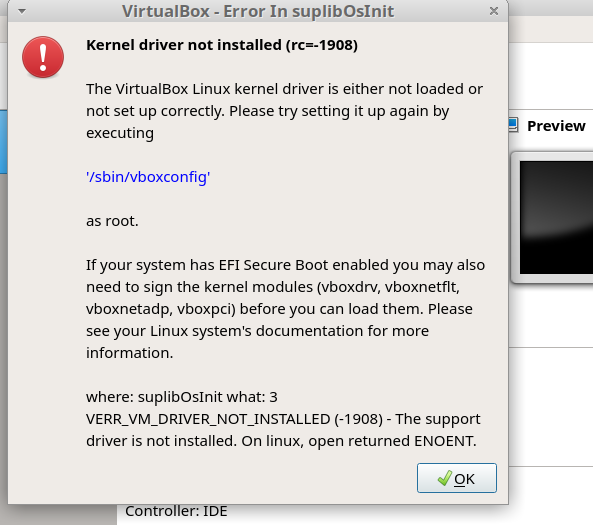 VirtualBox - Error In suplibOsInit
Kernel driver not installed (rc=-1908)
The VirtualBox Linux kernel driver is either not loaded or
not set up correctly. Please try setting it up again by
executing
'/sbin/vboxconfig'
as root.
If your system has EFI Secure Boot enabled you may also
need to sign the kernel modules (vboxdrv, vboxnetflt,
vboxnetadp, vboxpci) before you can load them. Please
see your Linux system's documentation for more
information.
where: suplibOsInit what: 3
VERR_VM_DRIVER_NOT_INSTALLED (-1908) - The support
driver is not installed. On linux, open returned ENOENT.
OK
Preview
Controller: IDE